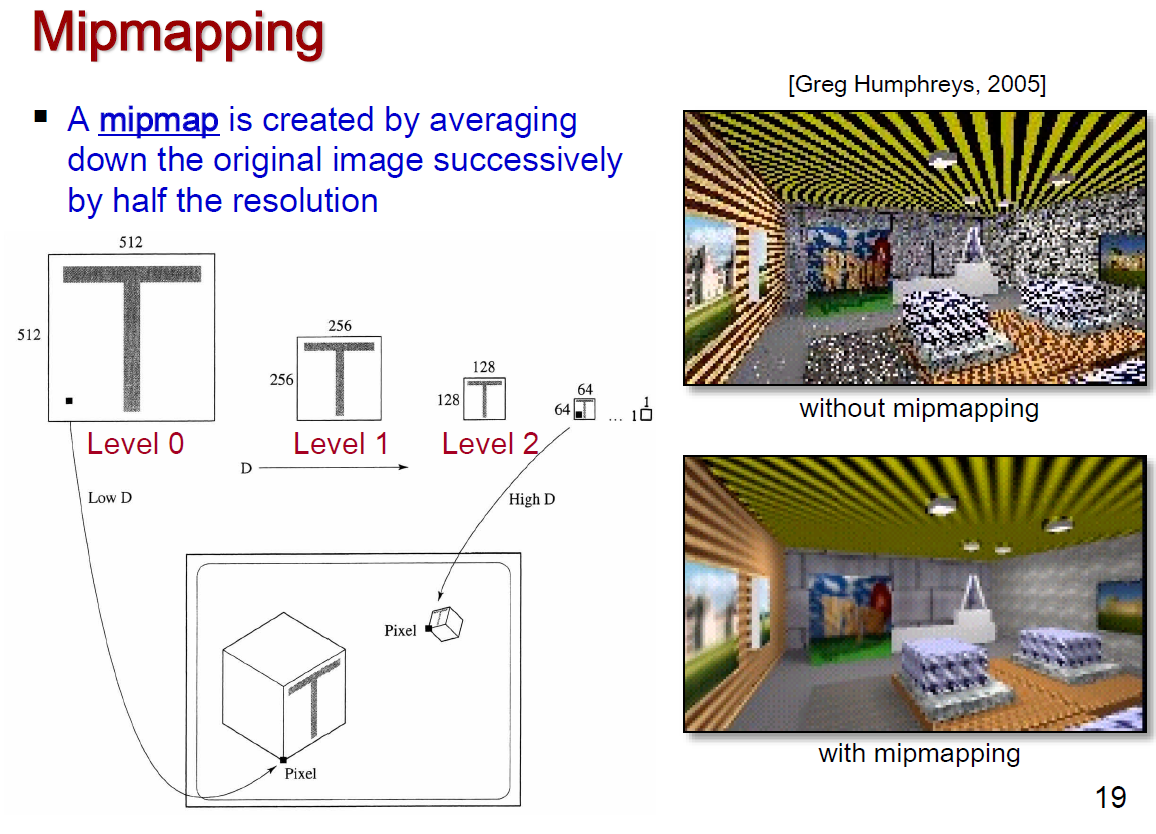 Mipmapping
[Greg Humphreys, 2005]
▪ A mipmap is created by averaging
down the original image successively
by half the resolution
512
512
T
Level 0
256
256
T
Level 1
128
128
T
Level 2
64
64
T
...
1
1
D
Low D
High D
Pixel
T
Pixel
without mipmapping
with mipmapping
19